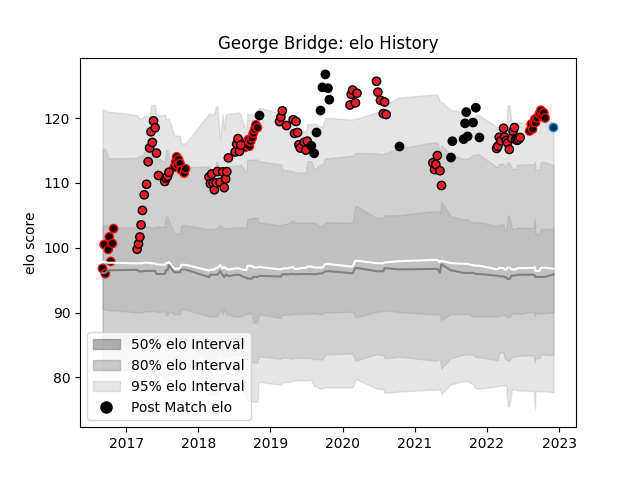 George Bridge: elo History
elo score
120
110
100
90
80
50% elo Interval
80% elo Interval
95% elo Interval
Post Match elo
2017 2018 2019 2020 2021 2022 2023